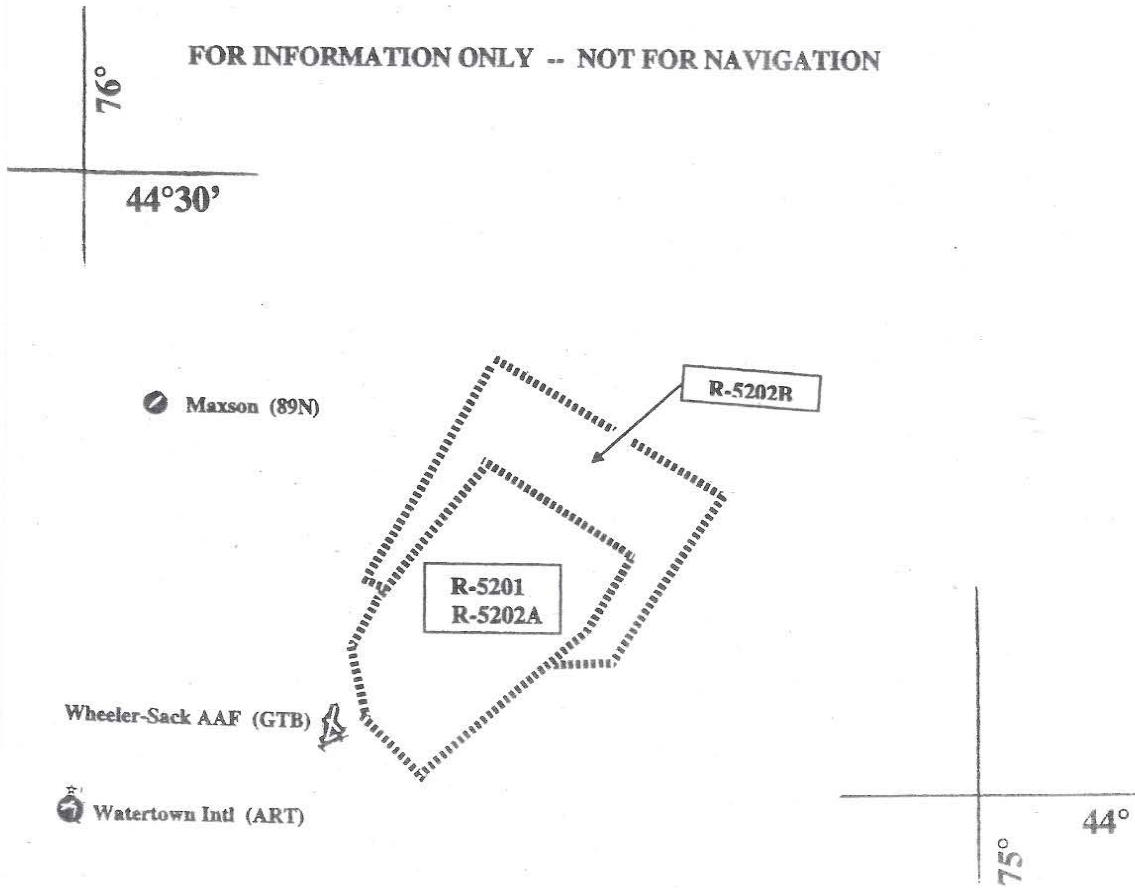 FOR INFORMATION ONLY -- NOT FOR NAVIGATION
76°
44°30’
Maxson (89N)
R-5202B
R-5201
R-5202A
Wheeler-Sack AAF (GTB)
Watertown Intl (ART)
44°
75°